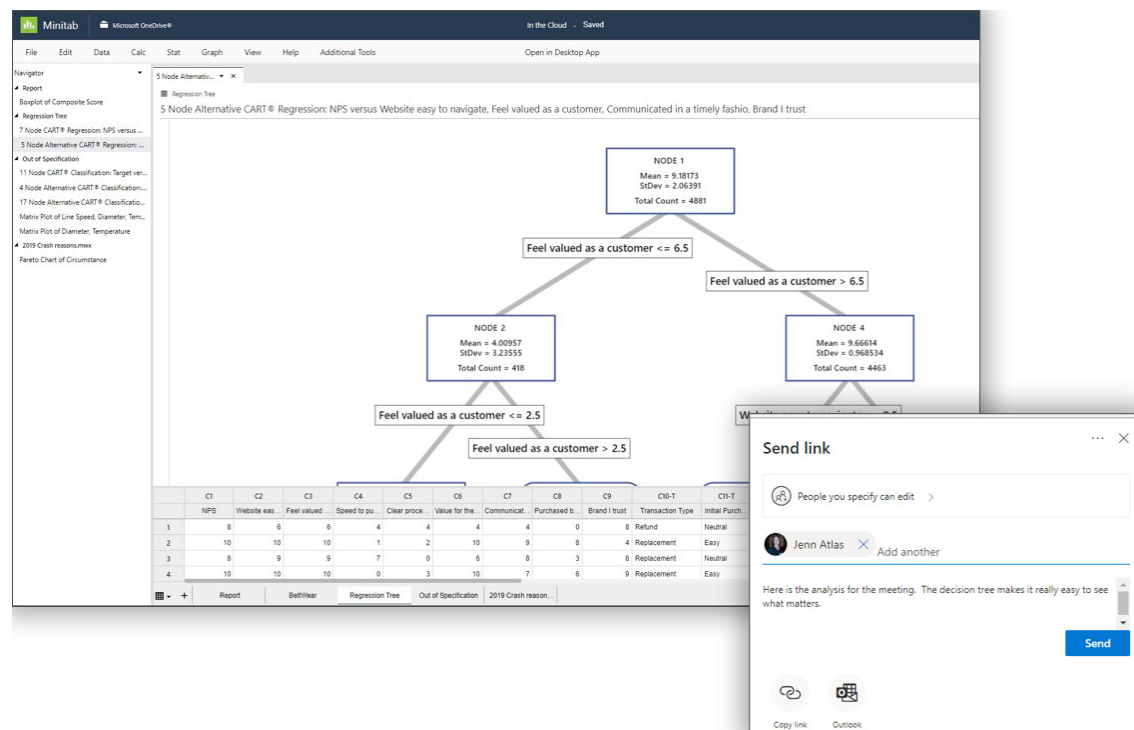 Minitab
Microsoft OneDrive®
In the Cloud - Saved
File Edit Data Calc Stat Graph View Help Additional Tools Open in Desktop App
Navigator
Report
Boxplot of Composite Score
Regression Tree
7 Node CART® Regression: NPS versus ...
5 Node Alternative CART® Regression: ...
Out of Specification
11 Node CART® Classification: Target ver...
4 Node Alternative CART® Classification:...
17 Node Alternative CART® Classificatio...
Matrix Plot of Line Speed, Diameter, Tem...
Matrix Plot of Diameter, Temperature
2019 Crash reasons.mwx
Pareto Chart of Circumstance
5 Node Alternativ...
Regression Tree
5 Node Alternative CART® Regression: NPS versus Website easy to navigate, Feel valued as a customer, Communicated in a timely fashio, Brand I trust
NODE 1
Mean = 9.18173
StDev = 2.06391
Total Count = 4881
Feel valued as a customer <= 6.5
Feel valued as a customer > 6.5
NODE 2
Mean = 4.00957
StDev = 3.23555
Total Count = 418
NODE 4
Mean = 9.66614
StDev = 0.968534
Total Count = 4463
Feel valued as a customer <= 2.5
Feel valued as a customer > 2.5
C1 C2 C3 C4 C5 C6 C7 C8 C9 C10-T C11-T
NPS Website eas... Feel valued ... Speed to pu... Clear proce... Value for the... Communicat... Purchased b... Brand I trust Transaction Type Initial Purch
1 8 6 6 4 4 4 4 0 8 Refund Neutral
2 10 10 10 1 2 10 9 8 4 Replacement Easy
3 8 9 9 7 0 6 8 3 8 Replacement Neutral
4 10 10 10 0 3 10 7 6 9 Replacement Easy
Report BeltWear Regression Tree Out of Specification 2019 Crash reason...
Send link
People you specify can edit
Jenn Atlas
Add another
Here is the analysis for the meeting. The decision tree makes it really easy to see
what matters.
Send
Copy link
Outlook